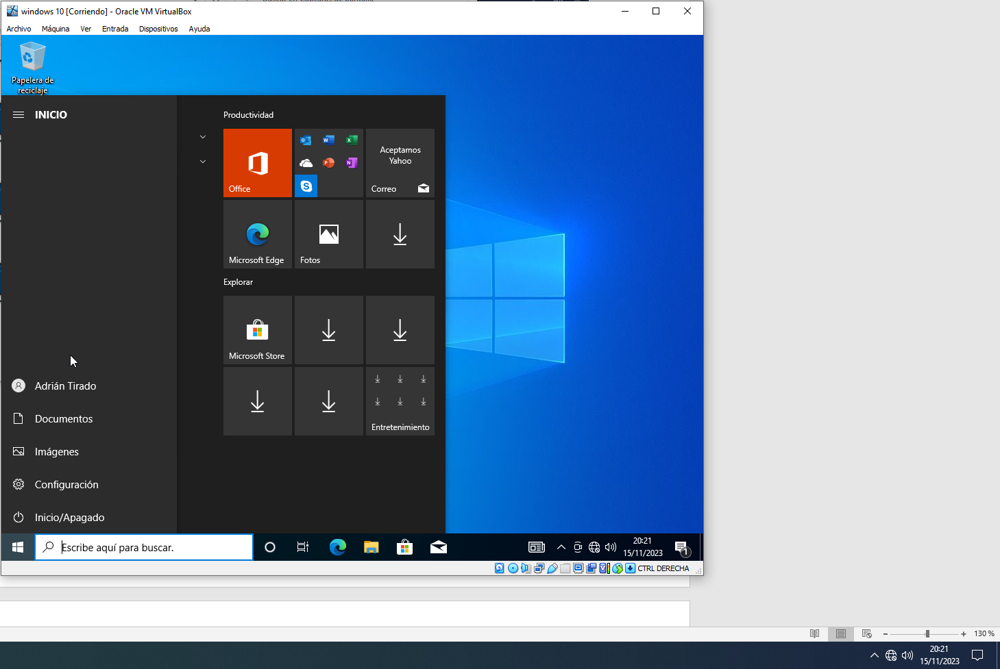 windows 10 [Corriendo] - Oracle VM VirtualBox
Archivo Máquina Ver Entrada Dispositivos Ayuda
Papelera de
reciclaje
INICIO
Productividad
Office
Aceptamos
Yahoo
Correo
Microsoft Edge
Fotos
Explorar
Microsoft Store
Entretenimiento
Adrián Tirado
Documentos
Imágenes
Configuración
Inicio/Apagado
Escribe aquí para buscar.
20:21
15/11/2023
1
CTRL DERECHA
130 %
20:21
15/11/2023